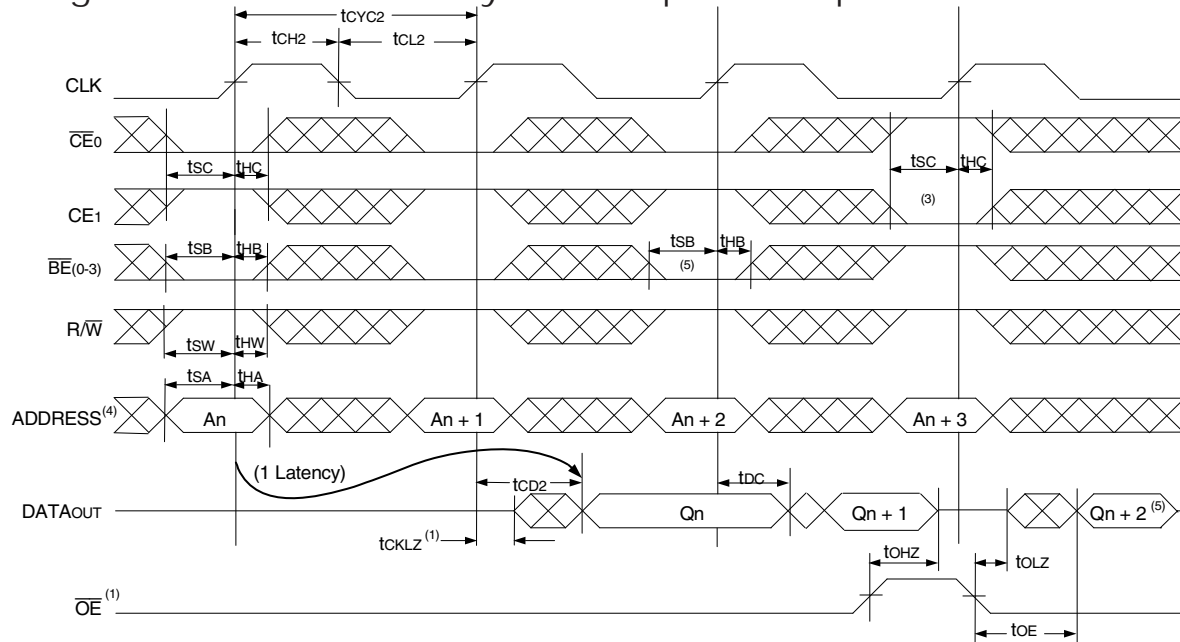 tCYC2
tCH2 tCL2
CLK
CE0
tSC tHC tSC tHC
(3)
CE1
tSB tHB tSB tHB
(5)
BE(0-3)
R/W
tSW tHW
tSA tHA
ADDRESS(4) An An + 1 An + 2 An + 3
(1 Latency)
tCD2 tDC
DATAOUT Qn Qn + 1 Qn + 2 (5)
tCKLZ (1)
tOHZ tOLZ
OE (1)
tOE